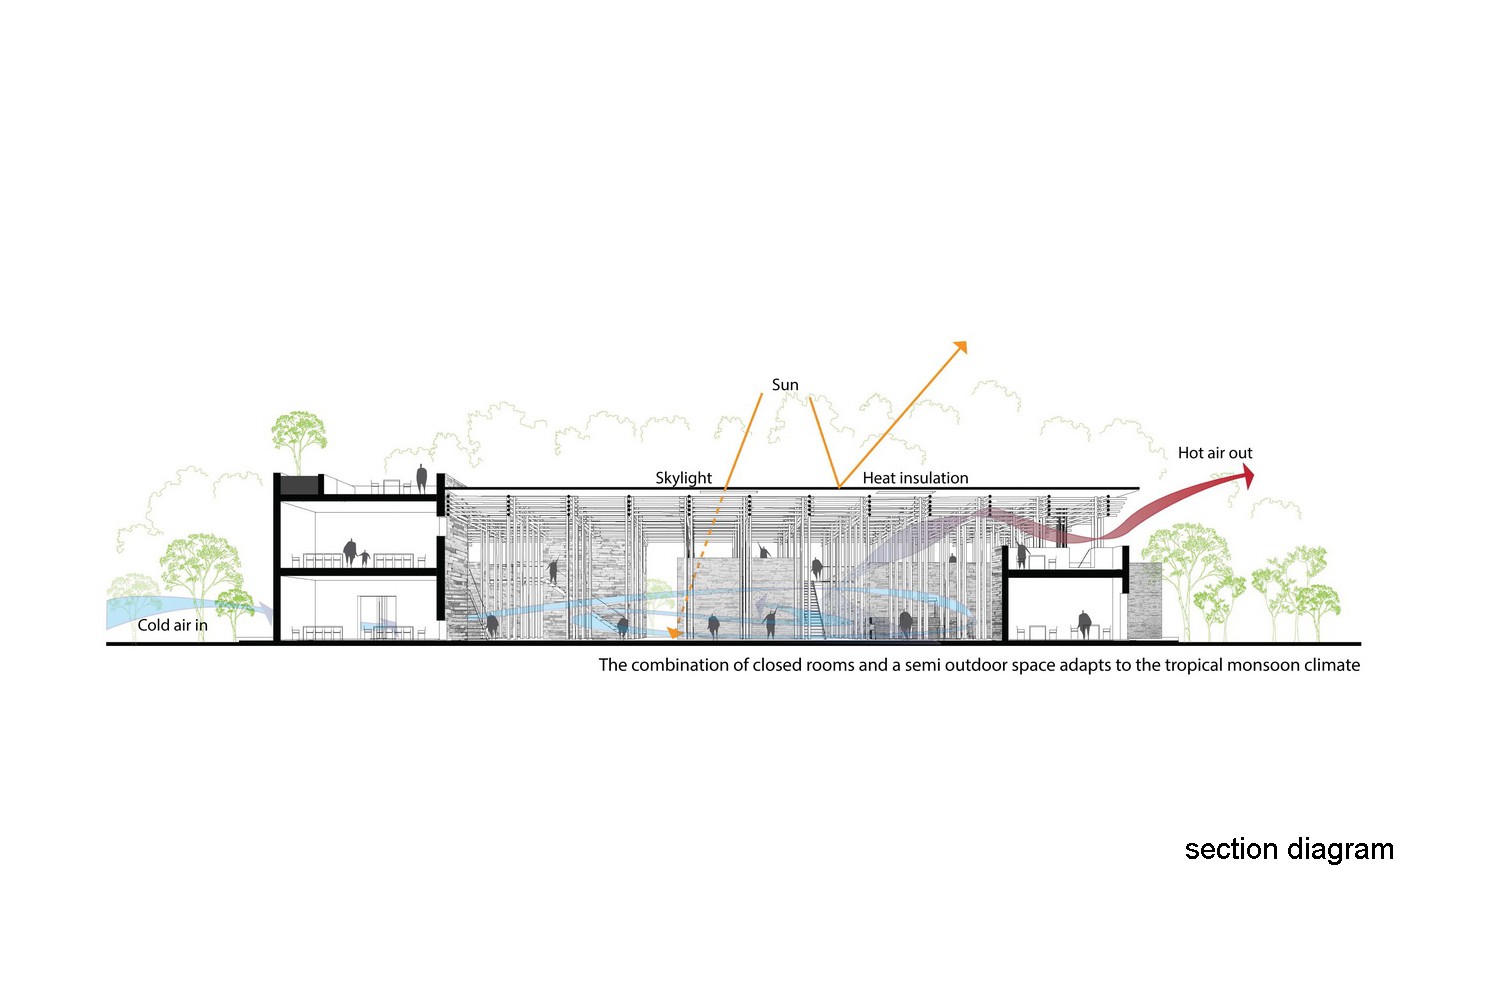 Sun
Hot air out
Skylight
Heat insulation
Cold air in
The combination of closed rooms and a semi outdoor space adapts to the tropical monsoon climate
section diagram